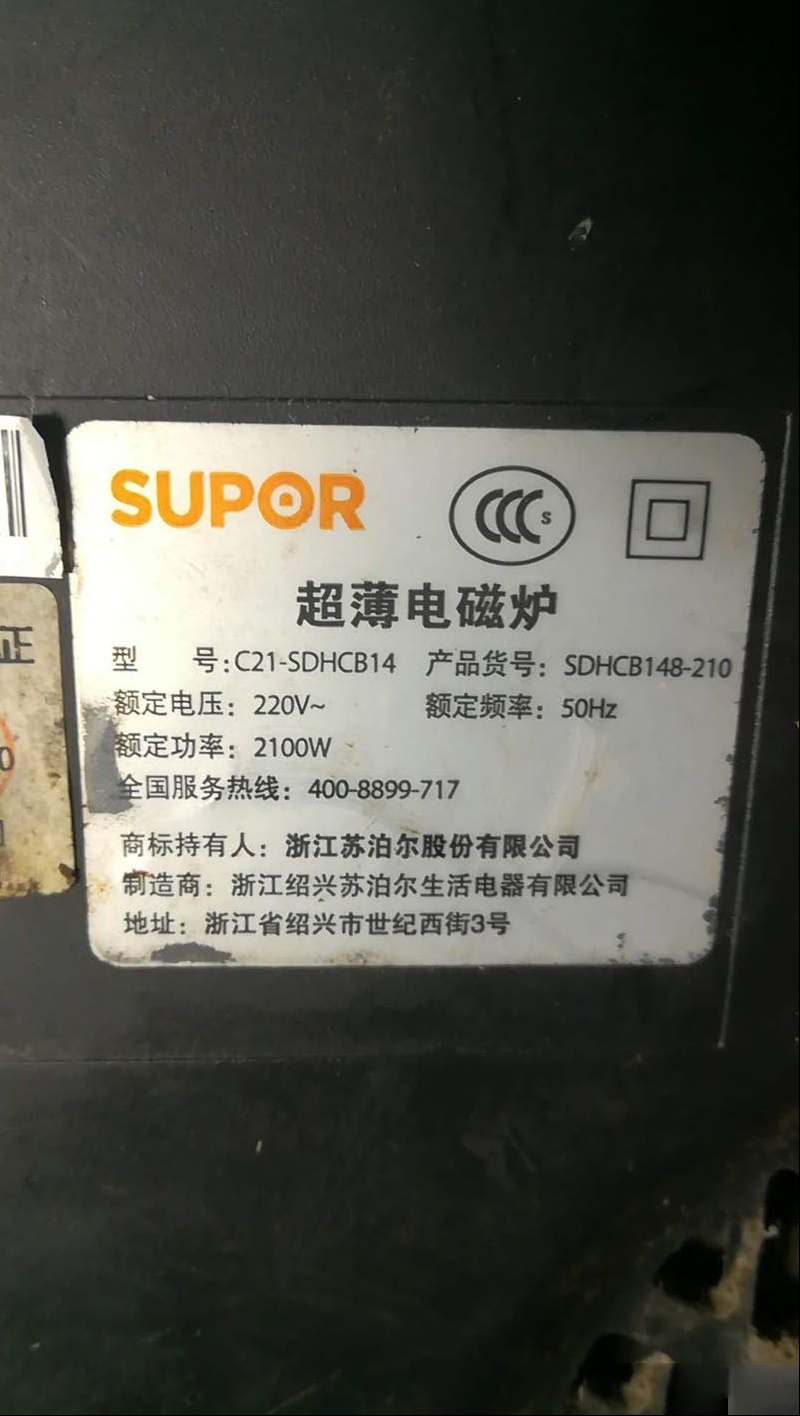 SUPOR
CCC S
超薄电磁炉
型 号:C21-SDHCB14 产品货号: SDHCB148-210
额定电压: 220V~ 额定频率: 50Hz
额定功率: 2100W
全国服务热线: 400-8899-717
商标持有人: 浙江苏泊尔股份有限公司
制造商: 浙江绍兴苏泊尔生活电器有限公司
地址: 浙江省绍兴市世纪西街3号
正
0